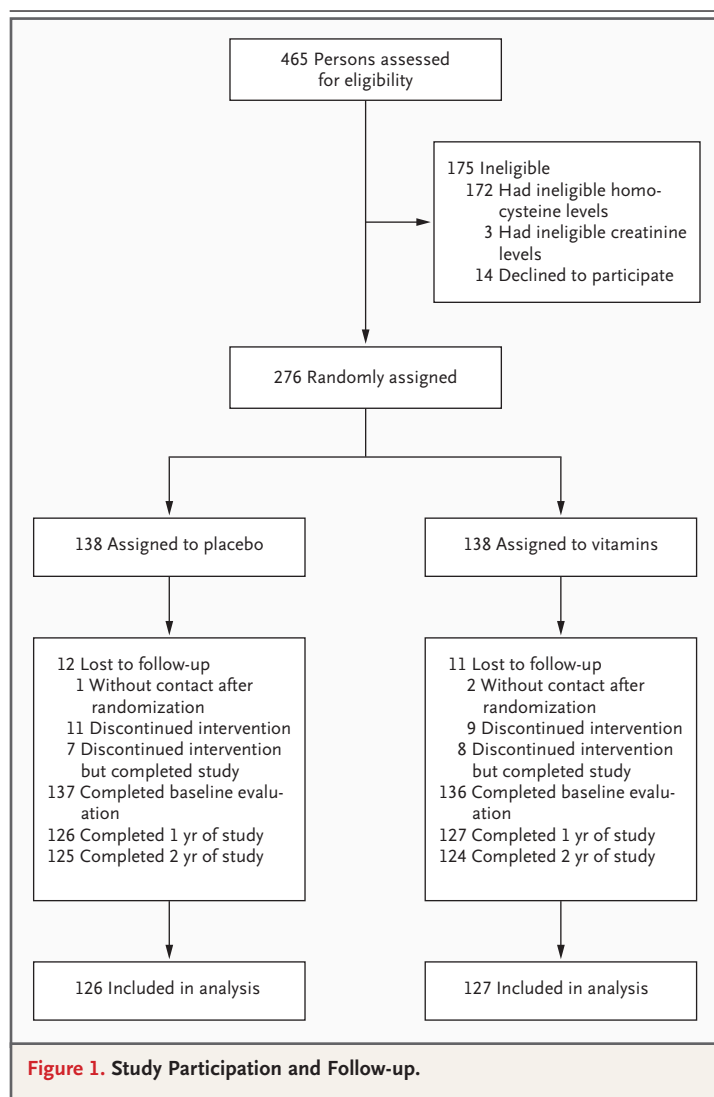 465 Persons assessed
for eligibility
175 Ineligible
172 Had ineligible homo-
cysteine levels
3 Had ineligible creatinine
levels
14 Declined to participate
276 Randomly assigned
138 Assigned to placebo
138 Assigned to vitamins
12 Lost to follow-up
1 Without contact after
randomization
11 Discontinued intervention
7 Discontinued intervention
but completed study
137 Completed baseline evalu-
ation
126 Completed 1 yr of study
125 Completed 2 yr of study
11 Lost to follow-up
2 Without contact after
randomization
9 Discontinued intervention
8 Discontinued intervention
but completed study
136 Completed baseline evalu-
ation
127 Completed 1 yr of study
124 Completed 2 yr of study
126 Included in analysis
127 Included in analysis
Figure 1. Study Participation and Follow-up.